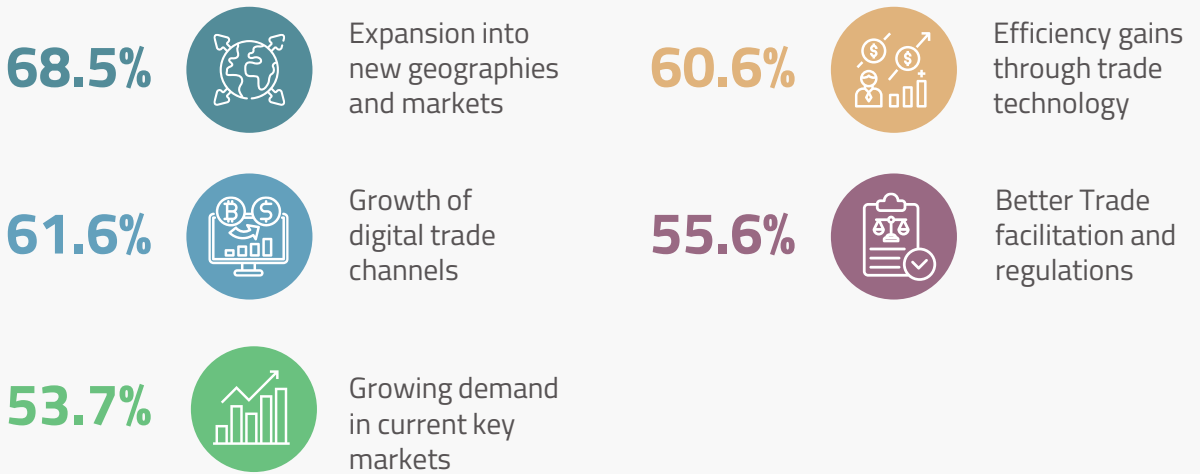 68.5%
Expansion into
new geographies
and markets
60.6%
Efficiency gains
through trade
technology
61.6%
Growth of
digital trade
channels
55.6%
Better Trade
facilitation and
regulations
53.7%
Growing demand
in current key
markets